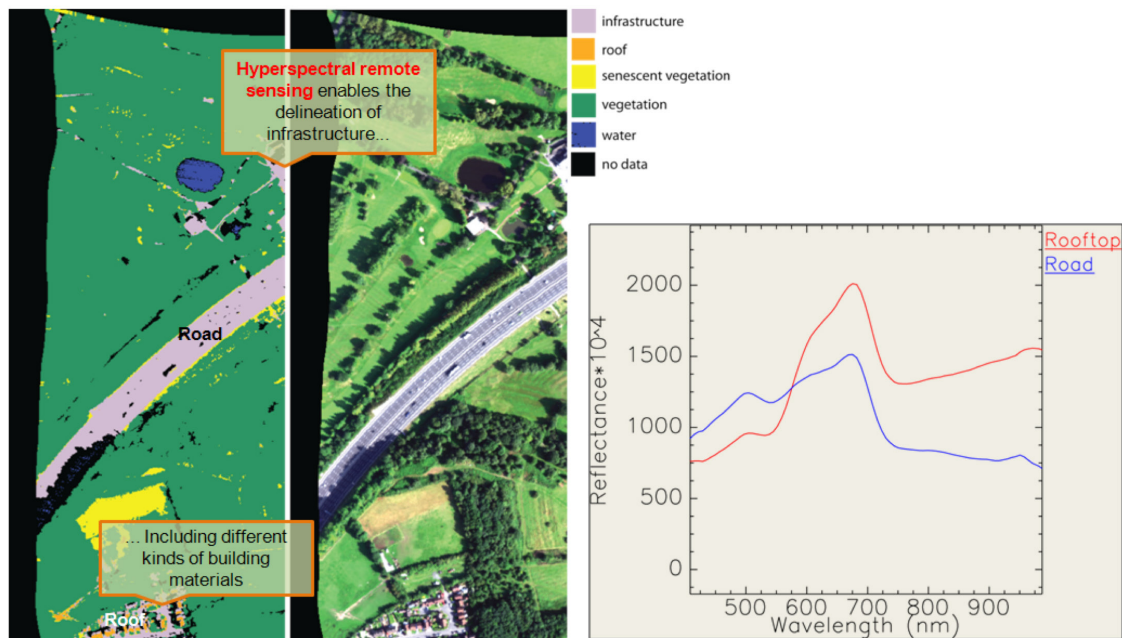 Hyperspectral remote
sensing enables the
delineation of
infrastructure...
Road
... Including different
kinds of building
materials
Roof
infrastructure
roof
senescent vegetation
vegetation
water
no data
Rooftop
Road
Reflectance*10^4
2000
1500
1000
500
0
500 600 700 800 900
Wavelength (nm)